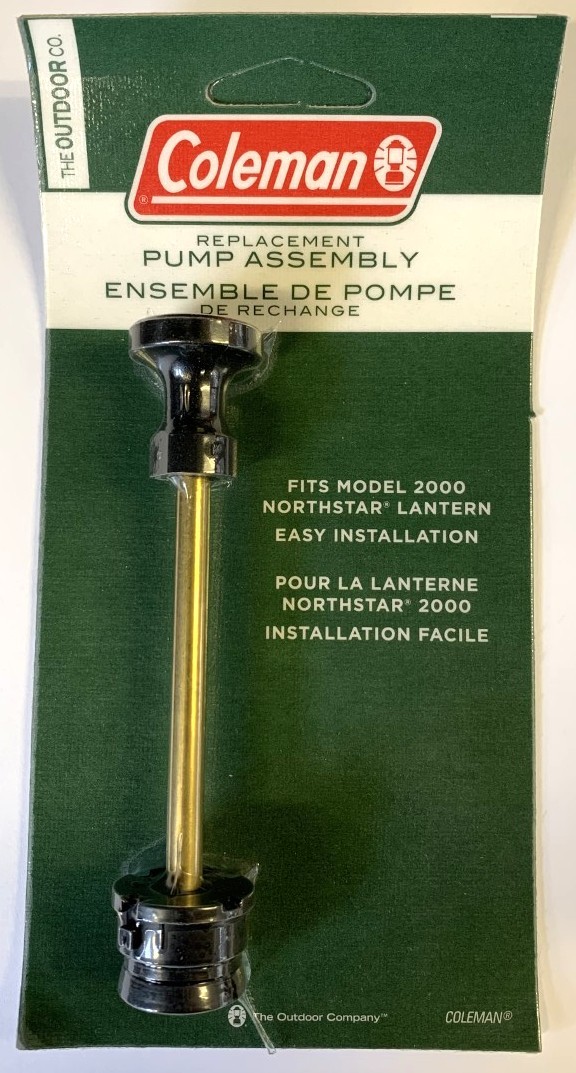 THE OUTDOOR CO.
Coleman
®
REPLACEMENT
PUMP ASSEMBLY
ENSEMBLE DE POMPE
DE RECHANGE
FITS MODEL 2000
NORTHSTAR® LANTERN
EASY INSTALLATION
POUR LA LANTERNE
NORTHSTAR® 2000
INSTALLATION FACILE
The Outdoor Company™
COLEMAN®